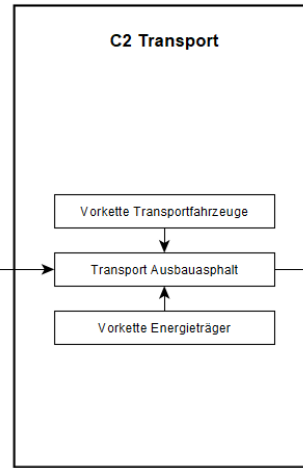 C2 Transport
Vorkette Transportfahrzeuge
Transport Ausbauasphalt
Vorkette Energieträger